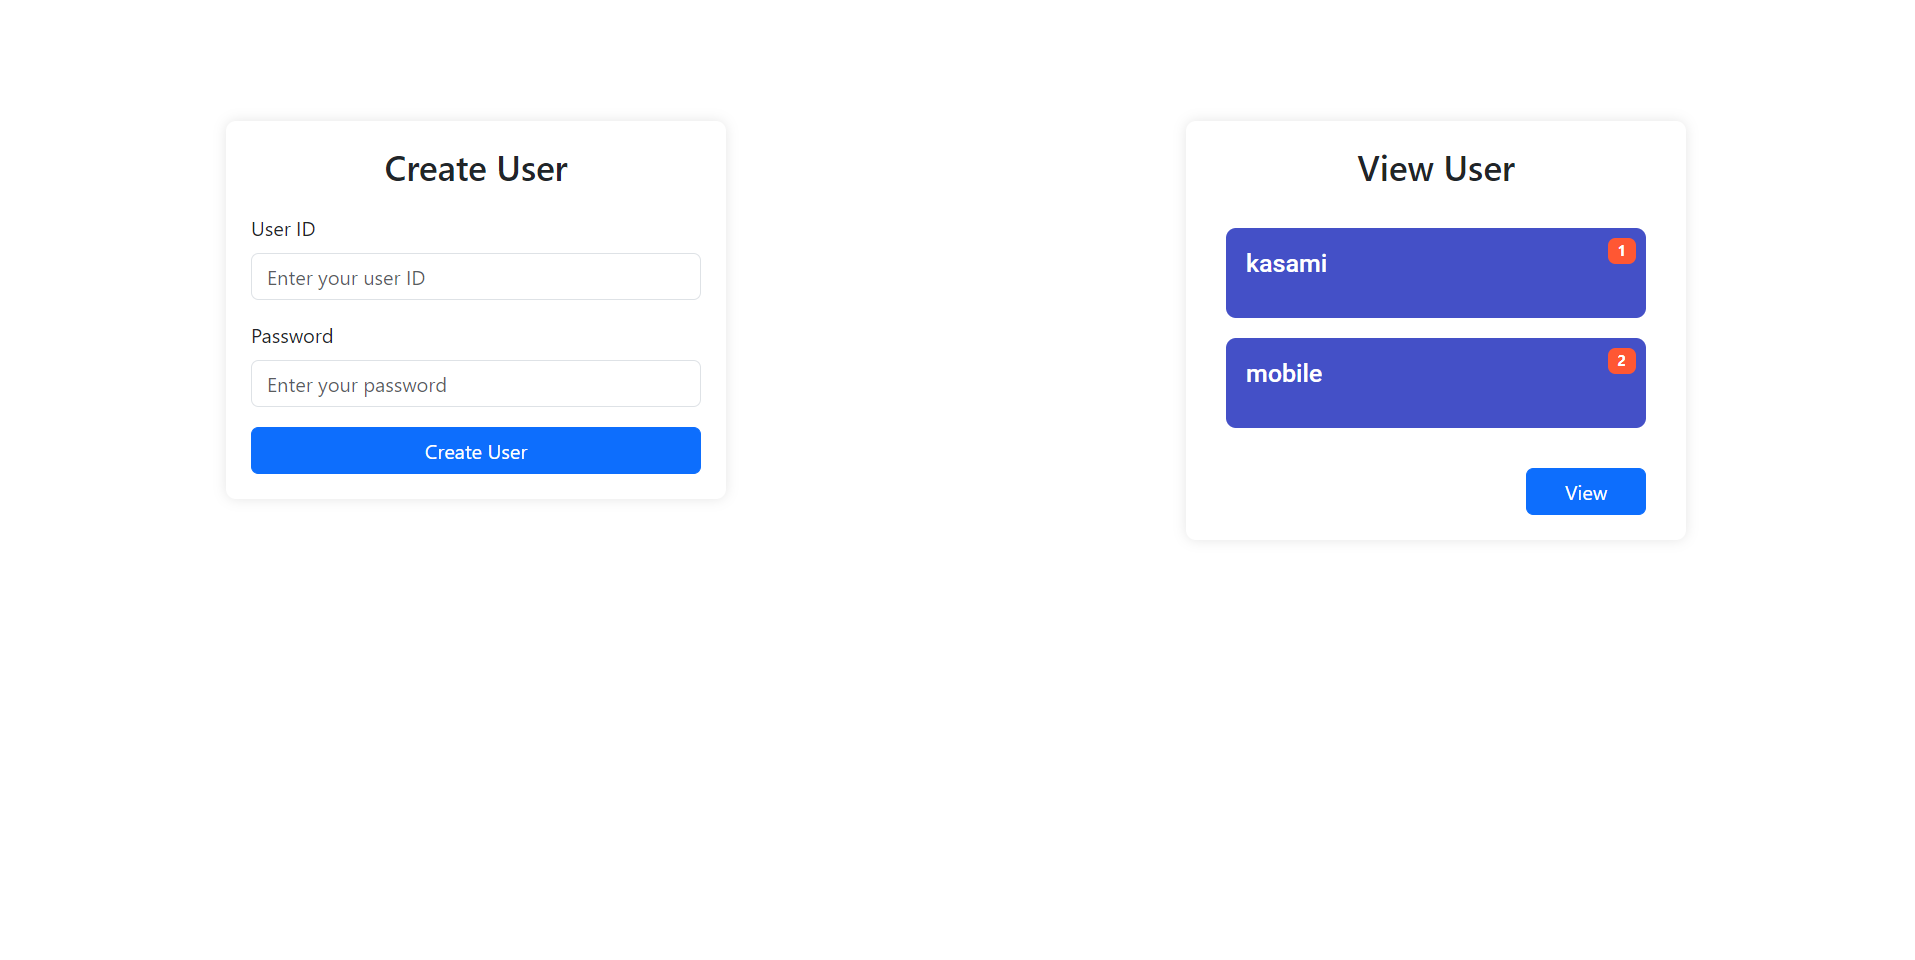 Create User
User ID
Enter your user ID
Password
Enter your password
Create User
View User
kasami
1
mobile
2
View